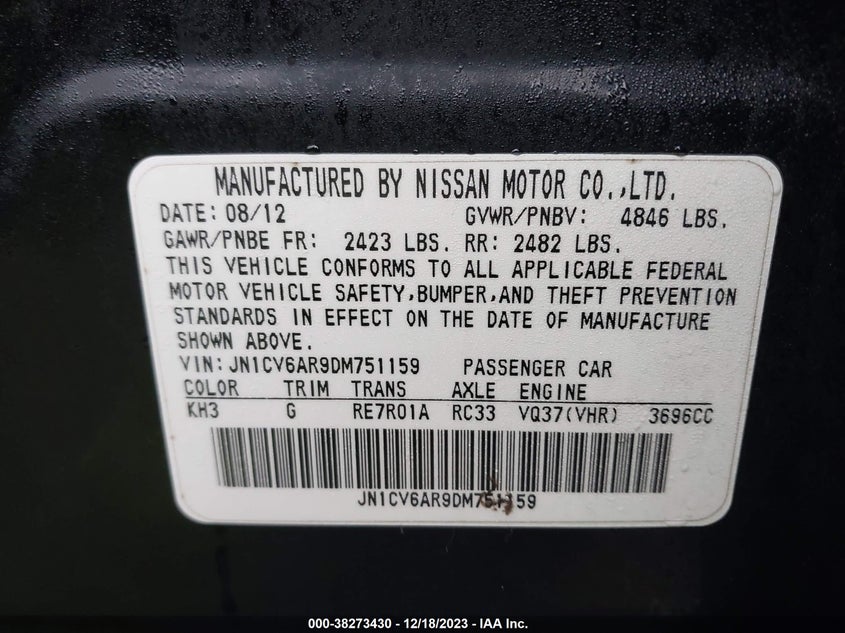 MANUFACTURED BY NISSAN MOTOR CO.,LTD.
DATE: 08/12 GVWR/PNBV: 4846 LBS.
GAWR/PNBE FR: 2423 LBS. RR: 2482 LBS.
THIS VEHICLE CONFORMS TO ALL APPLICABLE FEDERAL
MOTOR VEHICLE SAFETY,BUMPER,AND THEFT PREVENTION
STANDARDS IN EFFECT ON THE DATE OF MANUFACTURE
SHOWN ABOVE.
VIN:JN1CV6AR9DM751159 PASSENGER CAR
COLOR TRIM TRANS AXLE ENGINE
KH3 G RE7R01A RC33 VQ37(VHR) 3696CC
JN1CV6AR9DM751159
000-38273430 - 12/18/2023 - IAA Inc.